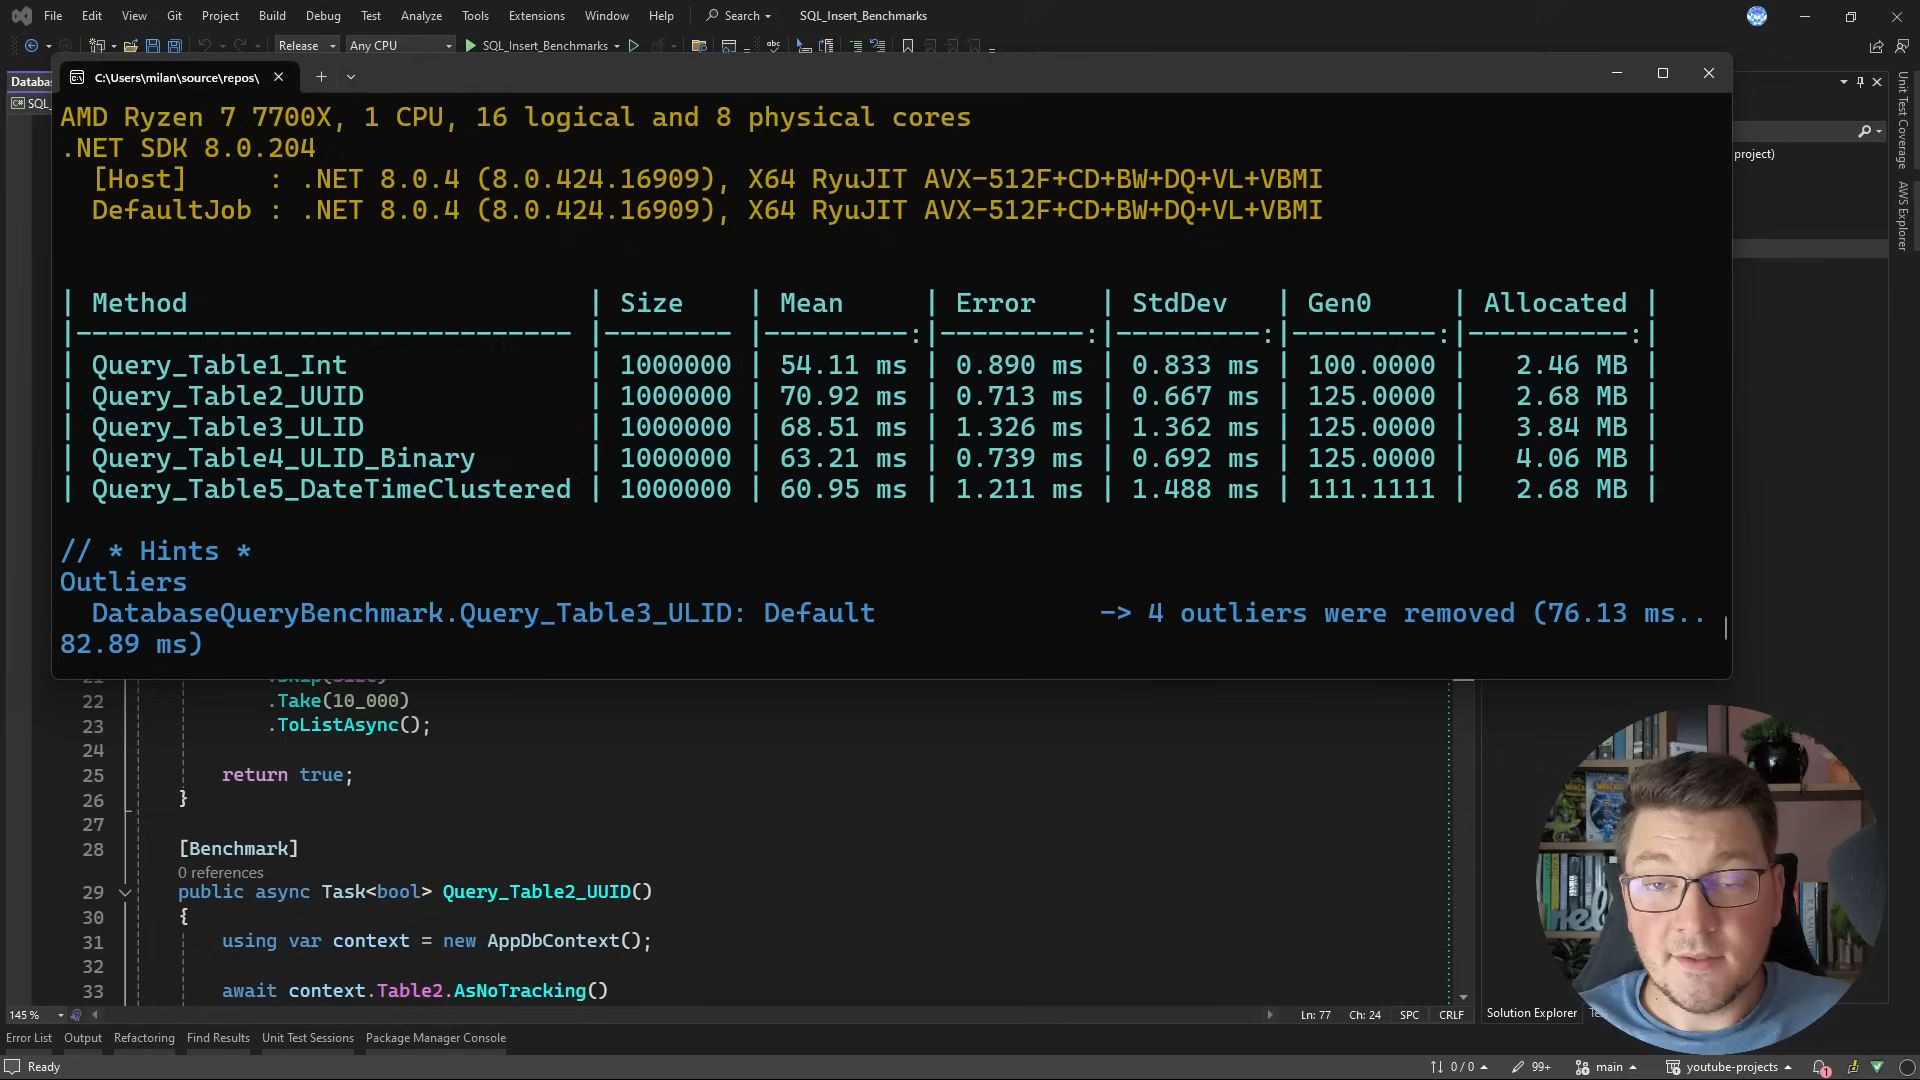 File Edit View Git Project Build Debug Test Analyze Tools Extensions Window Help Search SQL_Insert_Benchmarks
Release Any CPU SQL_Insert_Benchmarks
C:\Users\milan\source\repos\
AMD Ryzen 7 7700X, 1 CPU, 16 logical and 8 physical cores
.NET SDK 8.0.204
[Host]     : .NET 8.0.4 (8.0.424.16909), X64 RyuJIT AVX-512F+CD+BW+DQ+VL+VBMI
DefaultJob : .NET 8.0.4 (8.0.424.16909), X64 RyuJIT AVX-512F+CD+BW+DQ+VL+VBMI
| Method | Size | Mean | Error | StdDev | Gen0 | Allocated |
|------------------------------- |-------- |---------:|---------:|---------:|---------:|----------:|
| Query_Table1_Int | 1000000 | 54.11 ms | 0.890 ms | 0.833 ms | 100.0000 | 2.46 MB |
| Query_Table2_UUID | 1000000 | 70.92 ms | 0.713 ms | 0.667 ms | 125.0000 | 2.68 MB |
| Query_Table3_ULID | 1000000 | 68.51 ms | 1.326 ms | 1.362 ms | 125.0000 | 3.84 MB |
| Query_Table4_ULID_Binary | 1000000 | 63.21 ms | 0.739 ms | 0.692 ms | 125.0000 | 4.06 MB |
| Query_Table5_DateTimeClustered | 1000000 | 60.95 ms | 1.211 ms | 1.488 ms | 111.1111 | 2.68 MB |
// * Hints *
Outliers
DatabaseQueryBenchmark.Query_Table3_ULID: Default -> 4 outliers were removed (76.13 ms..
82.89 ms)
Databa
SQL_
project)
Unit Test Coverage
AWS Explorer
22 .Take(10_000)
23 .ToListAsync();
24
25 return true;
26 }
27
28 [Benchmark]
0 references
29 public async Task<bool> Query_Table2_UUID()
30 {
31 using var context = new AppDbContext();
32
33 await context.Table2.AsNoTracking()
145 % Ln: 77 Ch: 24 SPC CRLF Solution Explorer
Error List Output Refactoring Find Results Unit Test Sessions Package Manager Console
Ready 0 / 0 99+ main youtube-projects 1